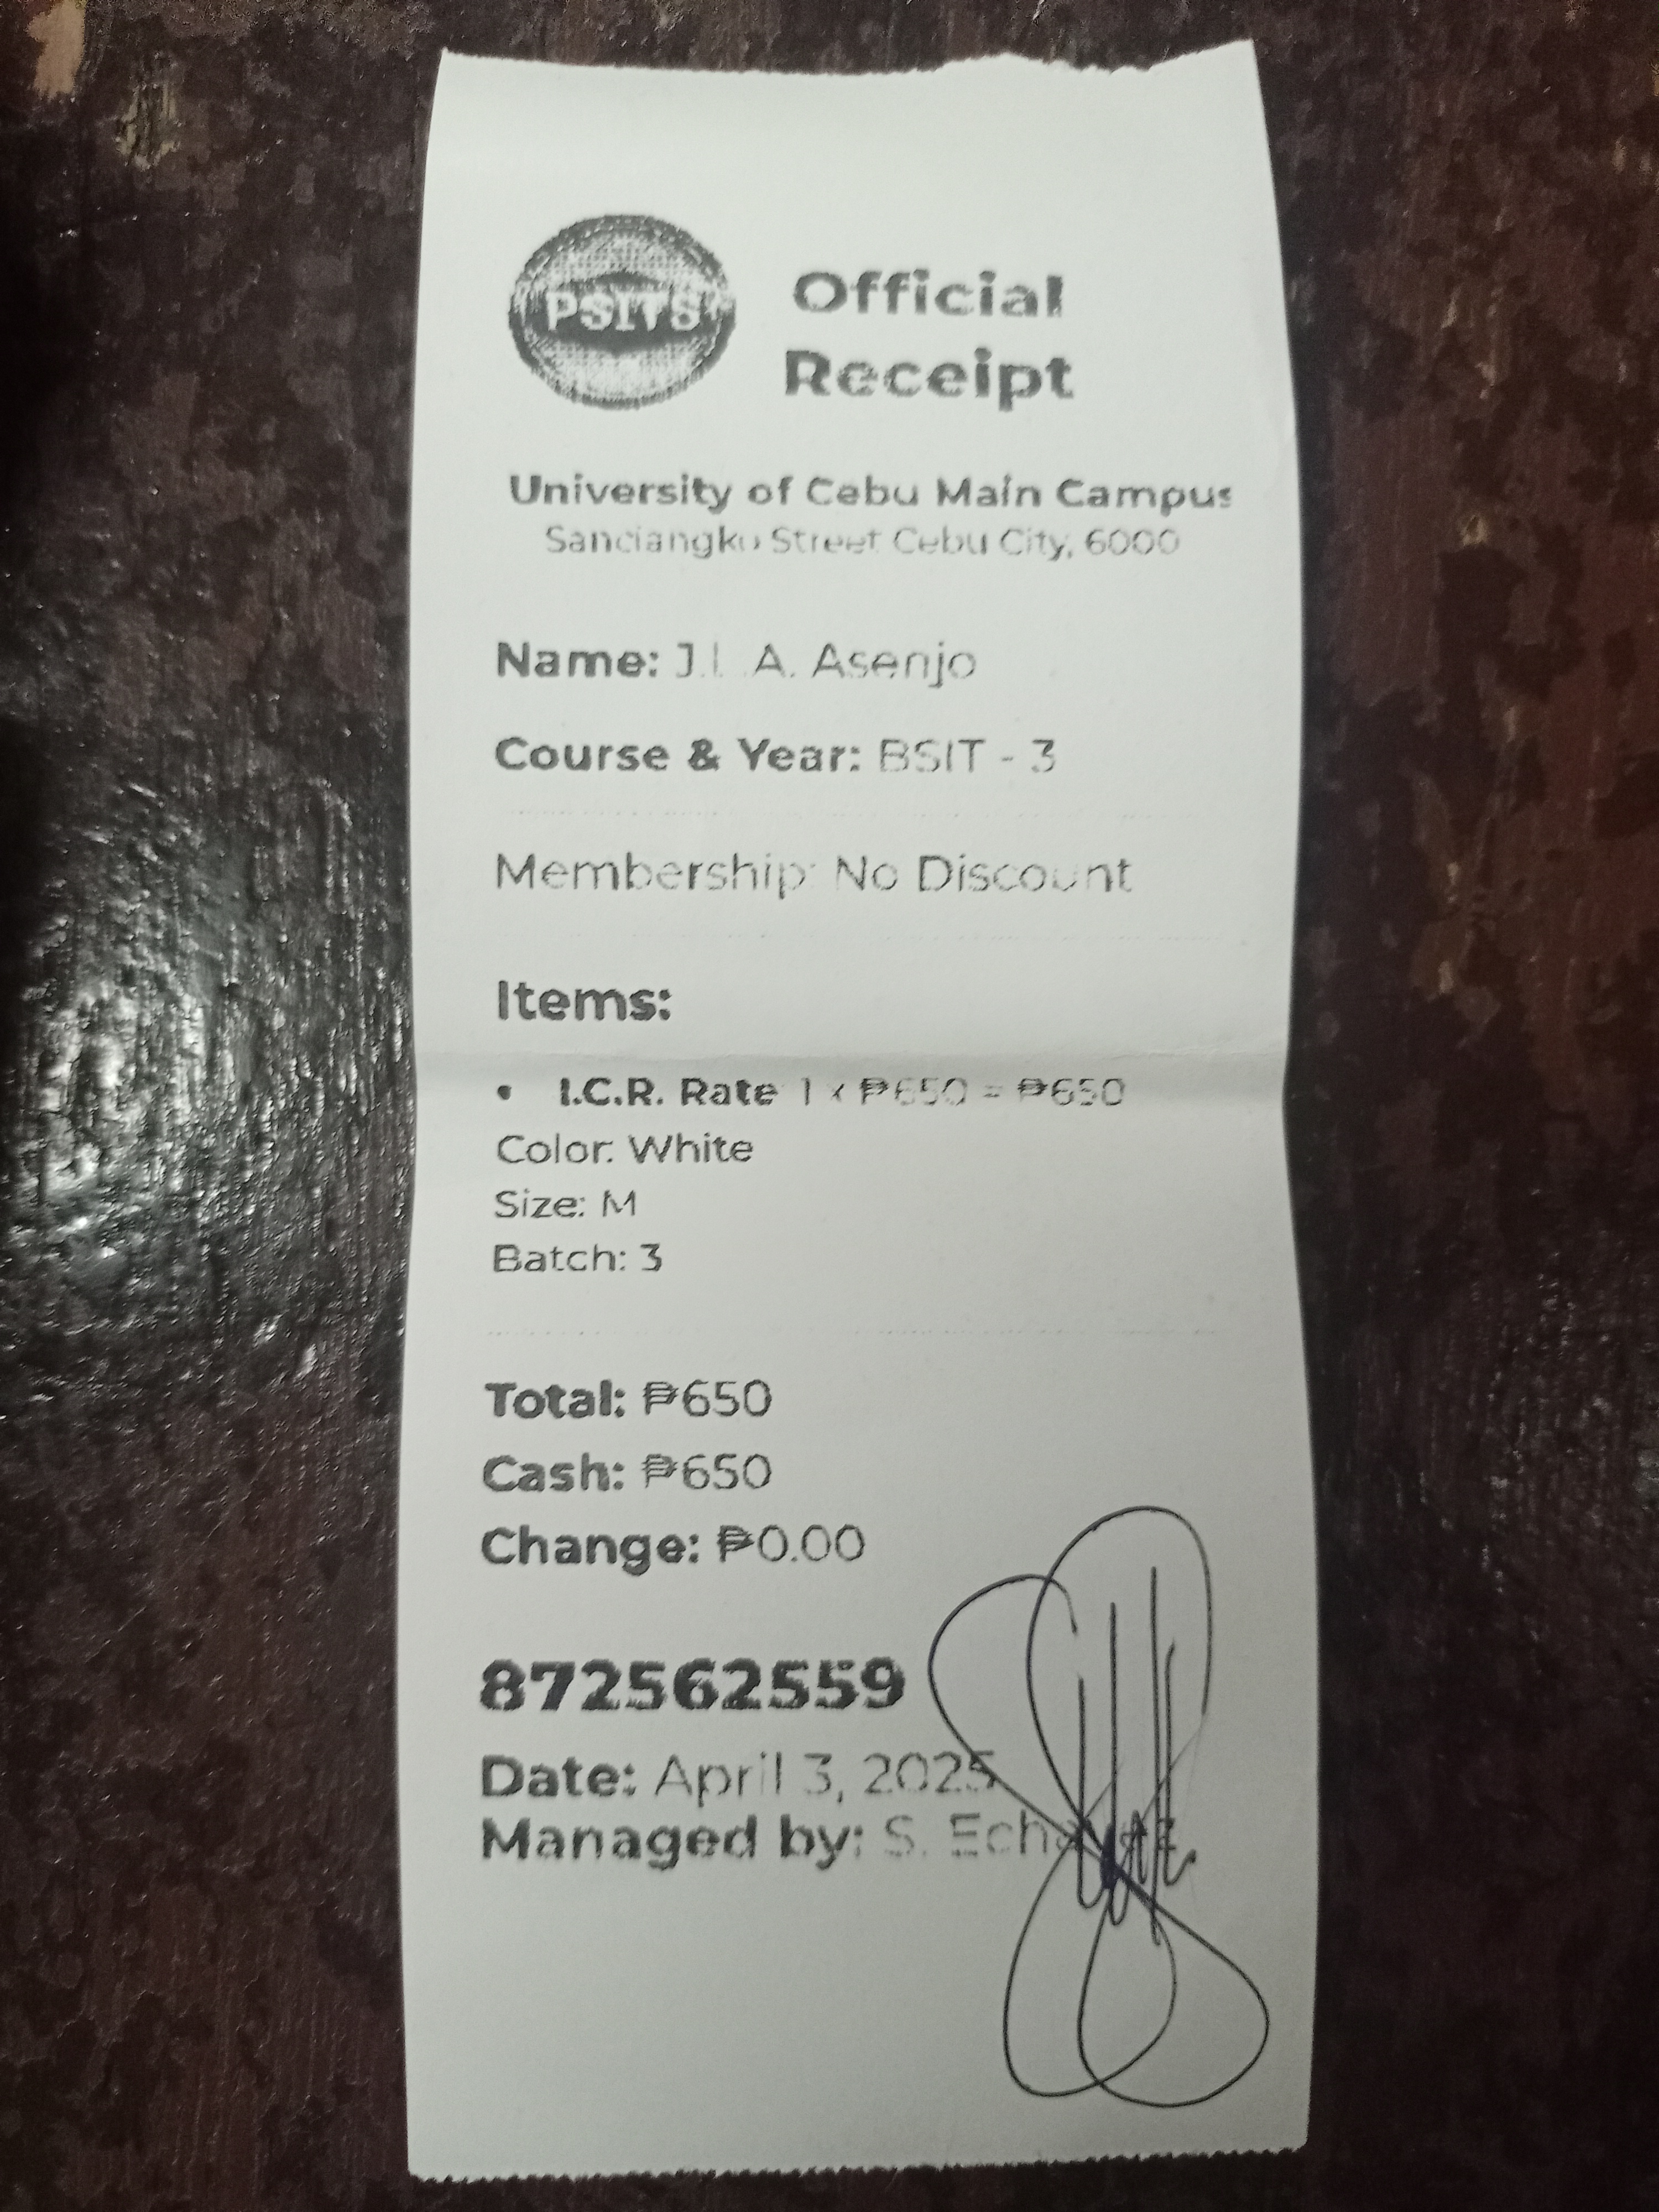 PSITS
Official
Receipt
University of Cebu Main Campus
Sanciangko Street Cebu City, 6000
Name: J.L. A. Asenjo
Course & Year: BSIT - 3
Membership: No Discount
Items:
• I.C.R. Rate 1 x ₱650 = ₱650
Color: White
Size: M
Batch: 3
Total: ₱650
Cash: ₱650
Change: ₱0.00
872562559
Date: April 3, 2025
Managed by: S.